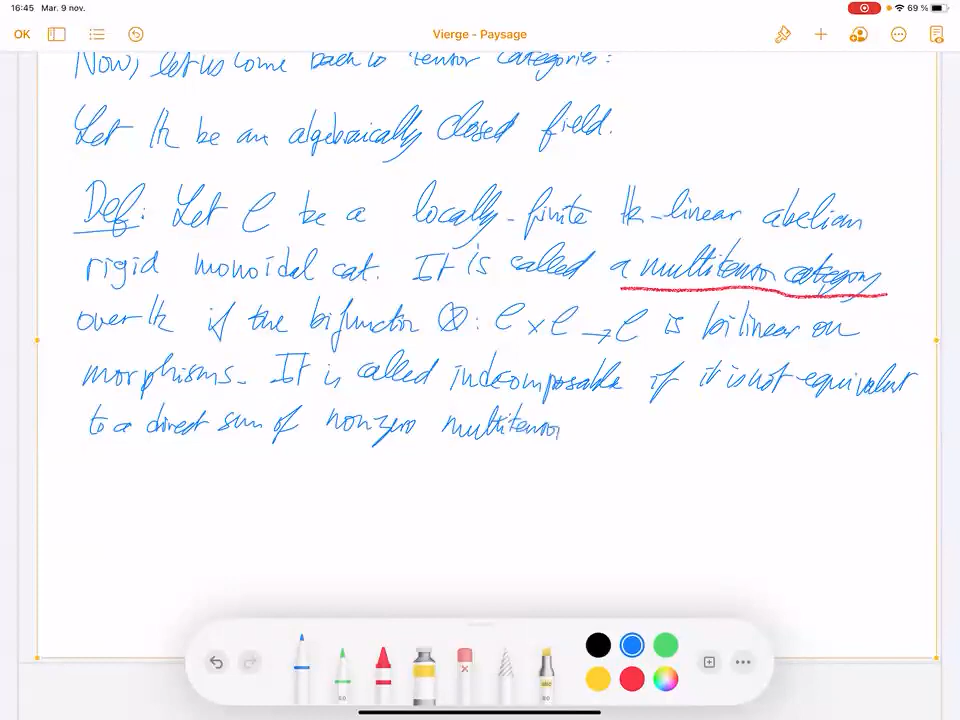 16:45 Mar. 9 nov.
69 %
OK
Vierge - Paysage
Now, let us come back to tensor categories:
Let k be an algebraically closed field.
Def: Let C be a locally-finite k-linear abelian
rigid monoidal cat. It is called a multitensor category
over k if the bifunctor ⊗: C × C → C is bilinear on
morphisms. It is called indecomposable if it is not equivalent
to a direct sum of nonzero multitensor